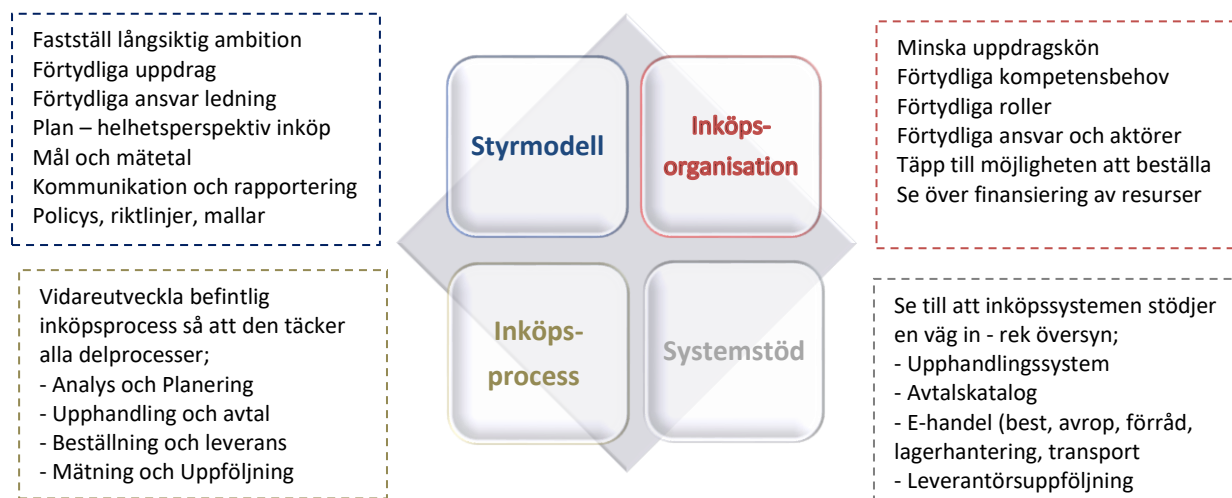 Fastställ långsiktig ambition
Förtydliga uppdrag
Förtydliga ansvar ledning
Plan – helhetsperspektiv inköp
Mål och mätetal
Kommunikation och rapportering
Policys, riktlinjer, mallar
Styrmodell
Inköps-
organisation
Minska uppdragskön
Förtydliga kompetensbehov
Förtydliga roller
Förtydliga ansvar och aktörer
Täpp till möjligheten att beställa
Se över finansiering av resurser
Vidareutveckla befintlig
inköpsprocess så att den täcker
alla delprocesser;
- Analys och Planering
- Upphandling och avtal
- Beställning och leverans
- Mätning och Uppföljning
Inköps-
process
Systemstöd
Se till att inköpssystemen stödjer
en väg in - rek översyn;
- Upphandlingssystem
- Avtalskatalog
- E-handel (best, avrop, förråd,
lagerhantering, transport
- Leverantörsuppföljning